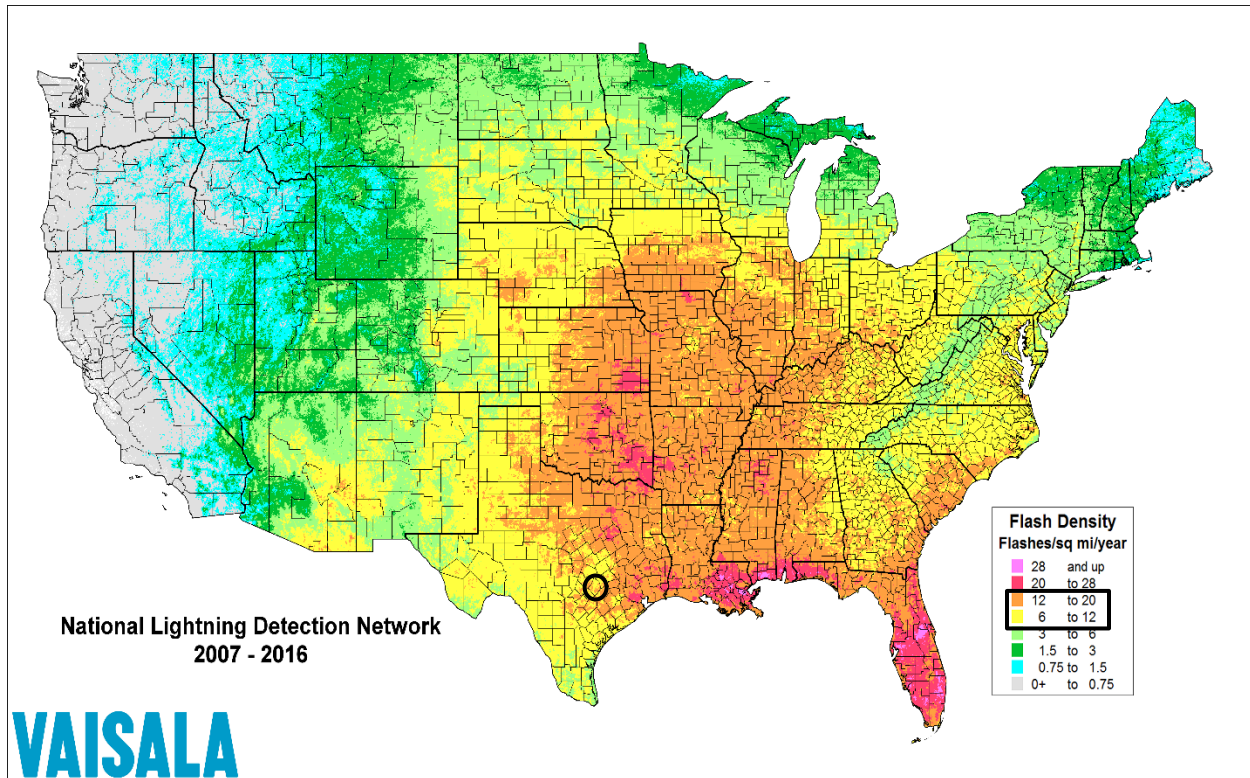 Flash Density
Flashes/sq mi/year
28 and up
20 to 28
12 to 20
6 to 12
3 to 6
1.5 to 3
0.75 to 1.5
0+ to 0.75
National Lightning Detection Network
2007 - 2016
VAISALA